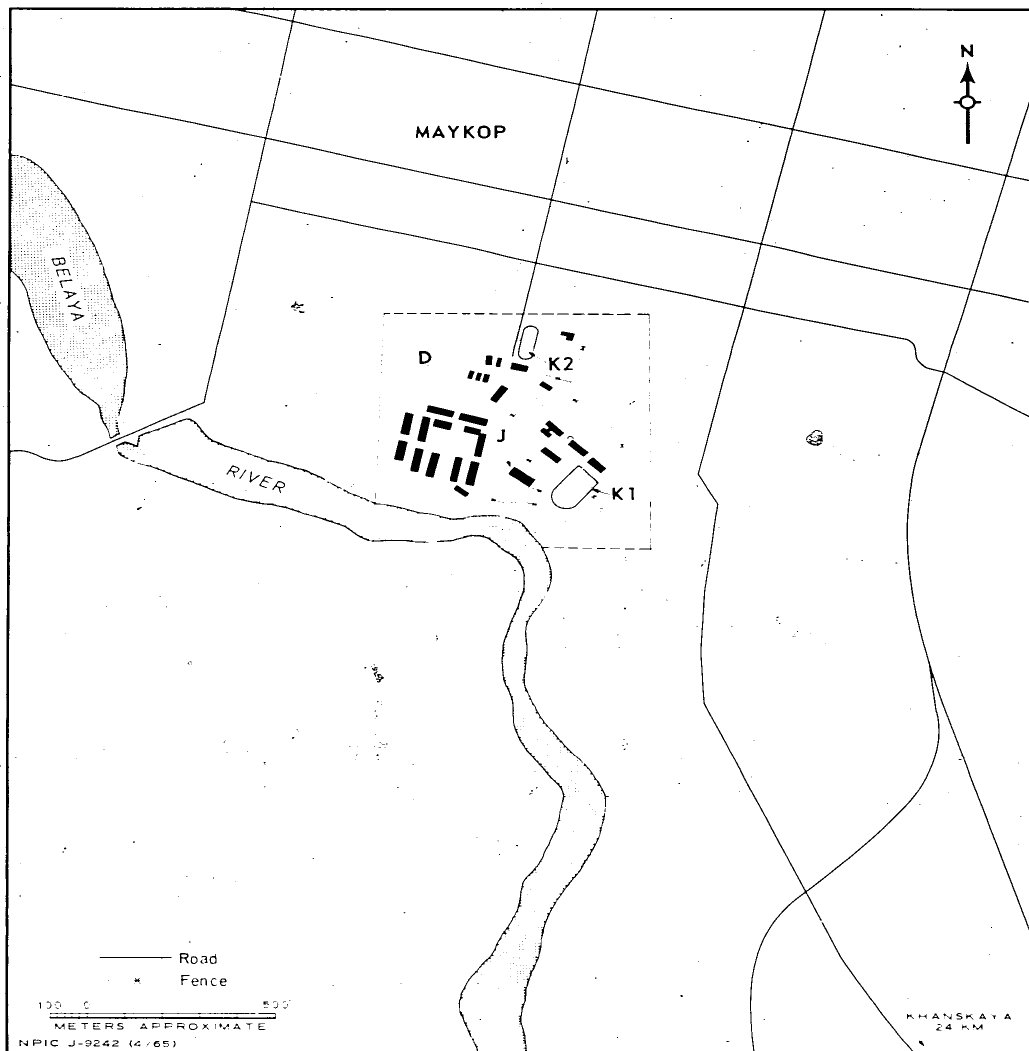 N
MAYKOP
BELAYA
D
K2
J
RIVER
K1
Road
Fence
100 0 500
METERS APPROXIMATE
NPIC J-9242 (4/65)
KHANSKAYA
24 KM